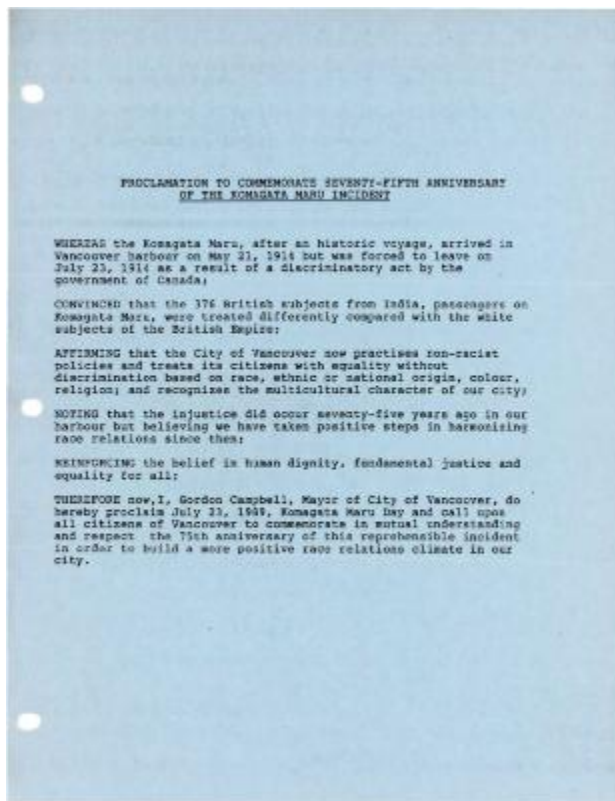 PROCLAMATION TO COMMEMORATE SEVENTY-FIFTH ANNIVERSARY
OF THE KOMAGATA MARU INCIDENT
WHEREAS the Komagata Maru, after an historic voyage, arrived in
Vancouver harbour on May 21, 1914 but was forced to leave on
July 23, 1914 as a result of a discriminatory act by the
government of Canada;
CONVINCED that the 376 British subjects from India, passengers on
Komagata Maru, were treated differently compared with the white
subjects of the British Empire;
AFFIRMING that the City of Vancouver now practises non-racist
policies and treats its citizens with equality without
discrimination based on race, ethnic or national origin, colour,
religion; and recognizes the multicultural character of our city;
NOTING that the injustice did occur seventy-five years ago in our
harbour but believing we have taken positive steps in harmonizing
race relations since then;
REINFORCING the belief in human dignity, fundamental justice and
equality for all;
THEREFORE now,I, Gordon Campbell, Mayor of City of Vancouver, do
hereby proclaim July 23, 1989, Komagata Maru Day and call upon
all citizens of Vancouver to commemorate in mutual understanding
and respect the 75th anniversary of this reprehensible incident
in order to build a more positive race relations climate in our
city.